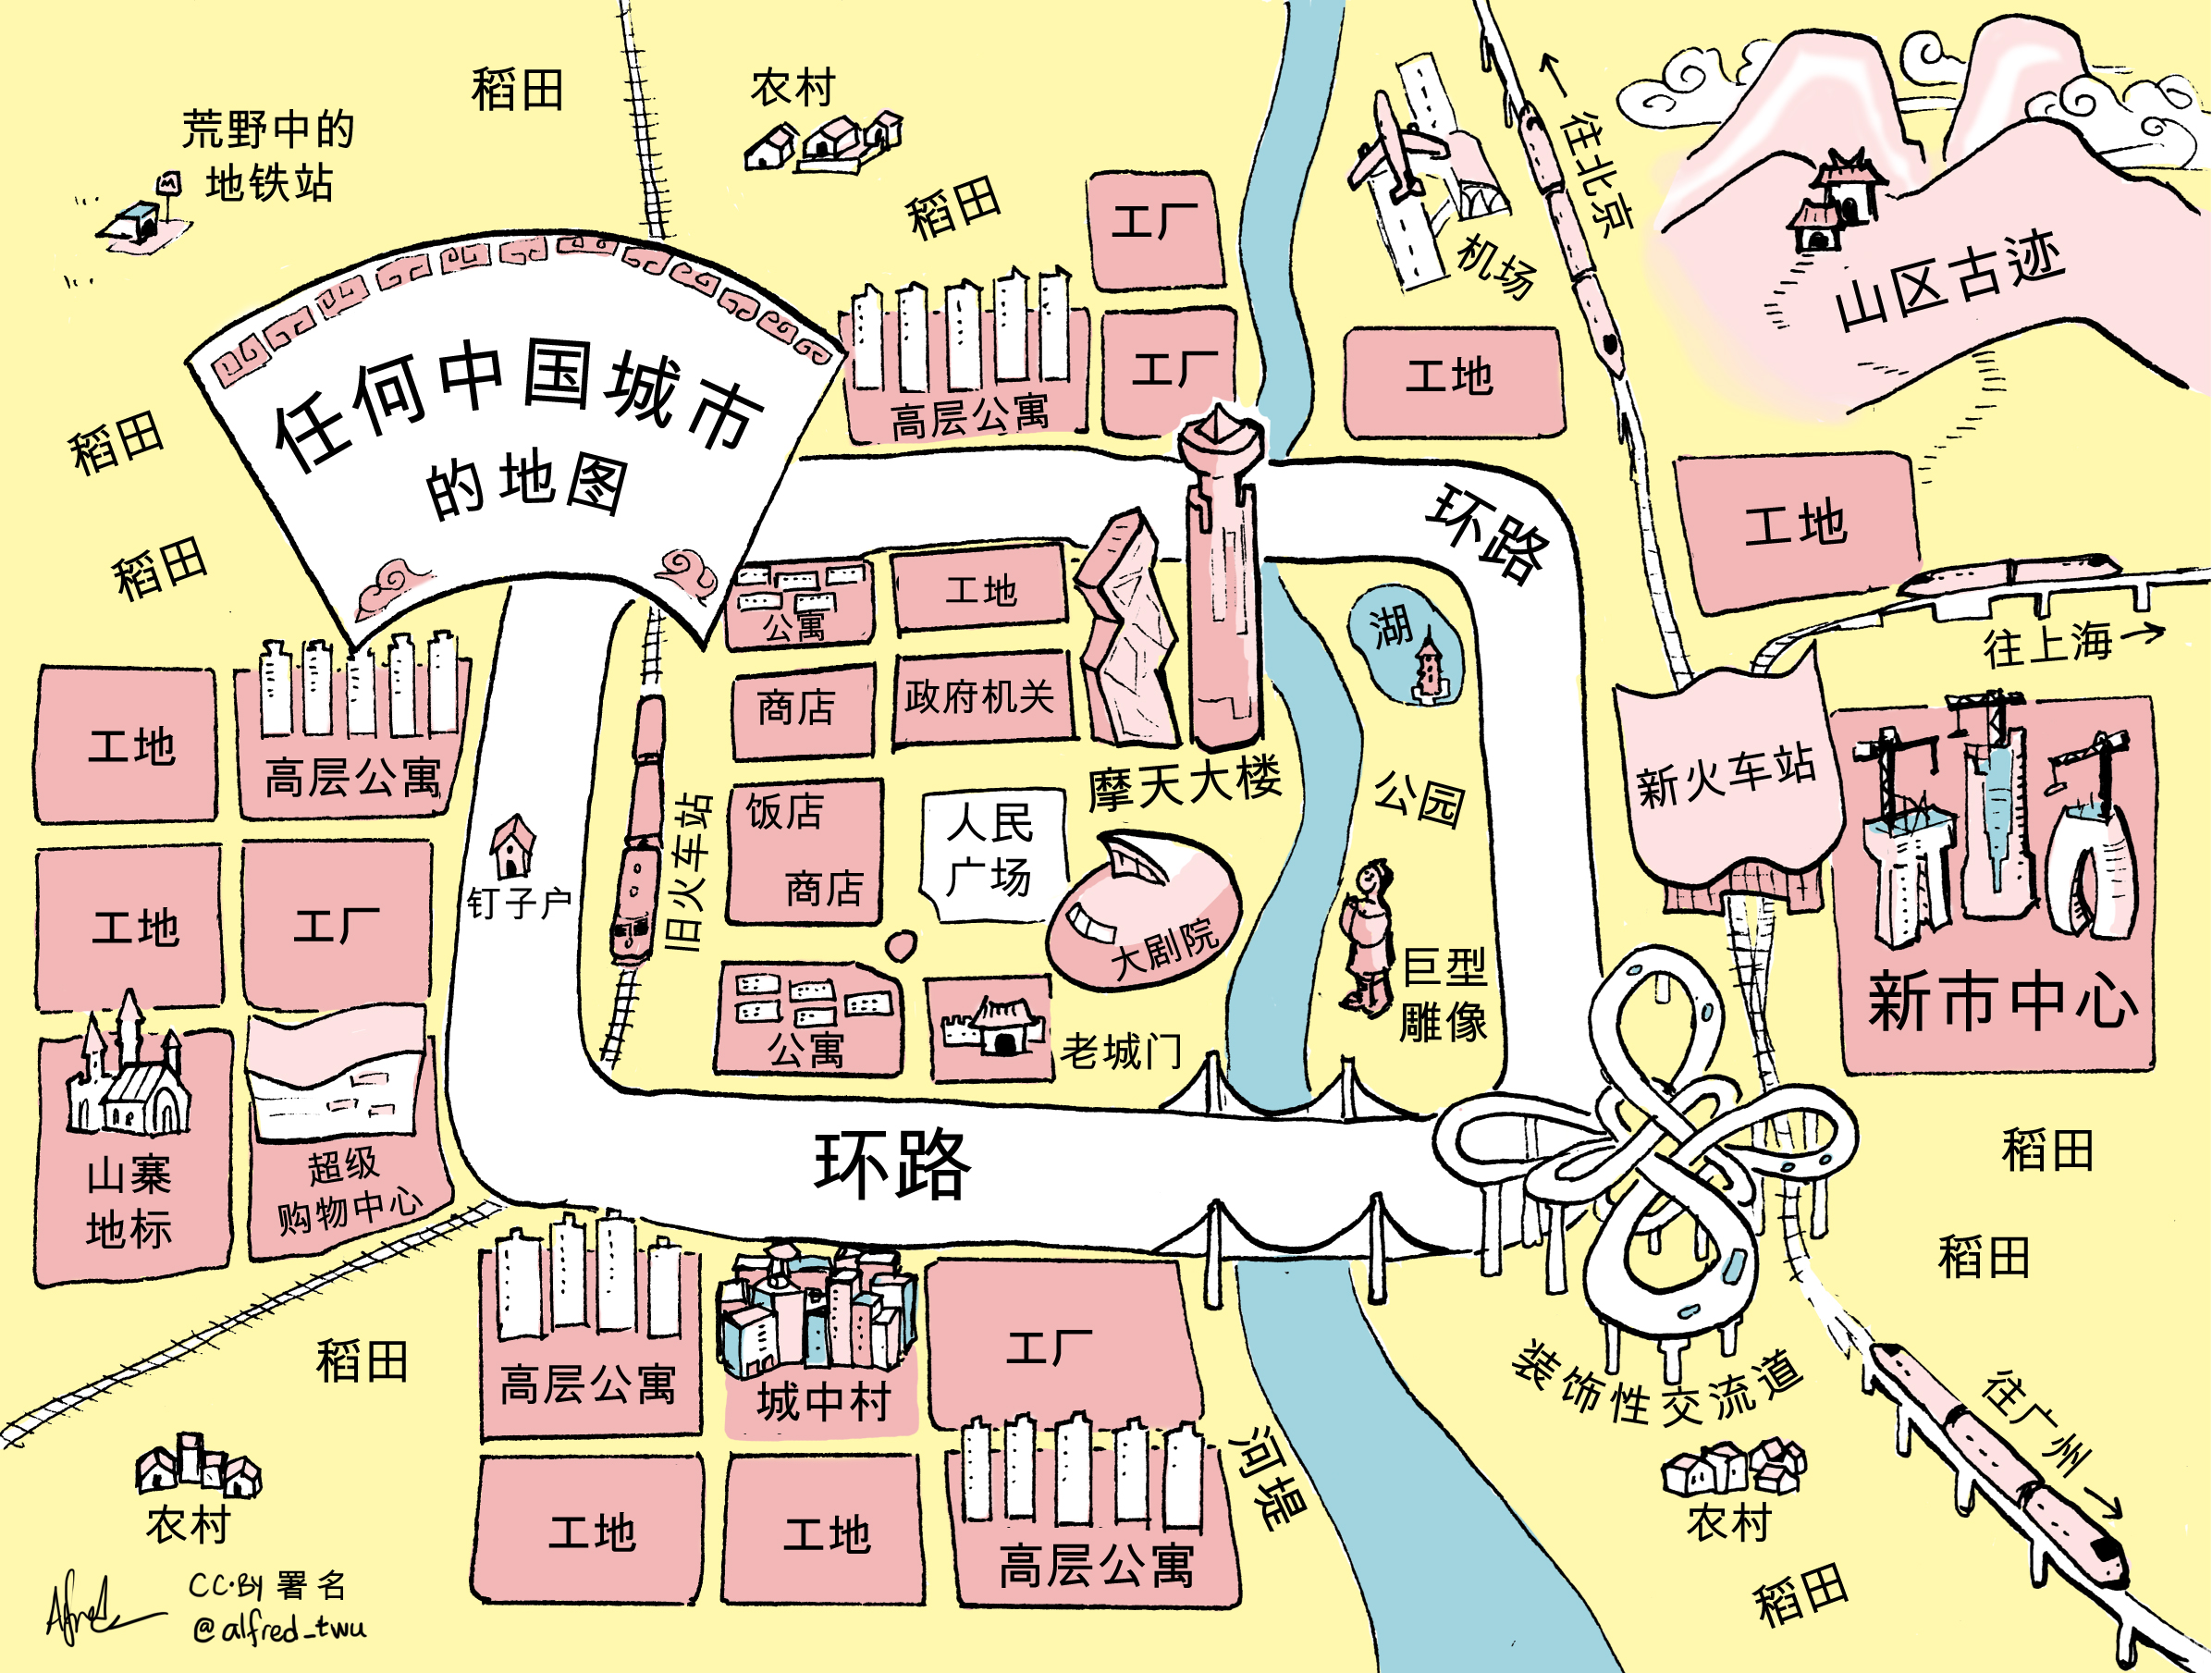 稻田
农村
荒野中的
地铁站
M
往北京
稻田
工厂
机场
山区古迹
任何中国城市
的地图
工厂
工地
高层公寓
稻田
环路
工地
稻田
公寓
工地
湖
往上海
工地
高层公寓
商店
政府机关
摩天大楼
公园
新火车站
钉子户
旧火车站
饭店
商店
人民
广场
大剧院
工地
工厂
巨型
雕像
新市中心
公寓
老城门
山寨
地标
超级
购物中心
环路
稻田
稻田
稻田
高层公寓
城中村
工厂
装饰性交流道
往广州
农村
工地
工地
高层公寓
河堤
农村
稻田
Alfred
CC·BY 署名
@alfred_twu